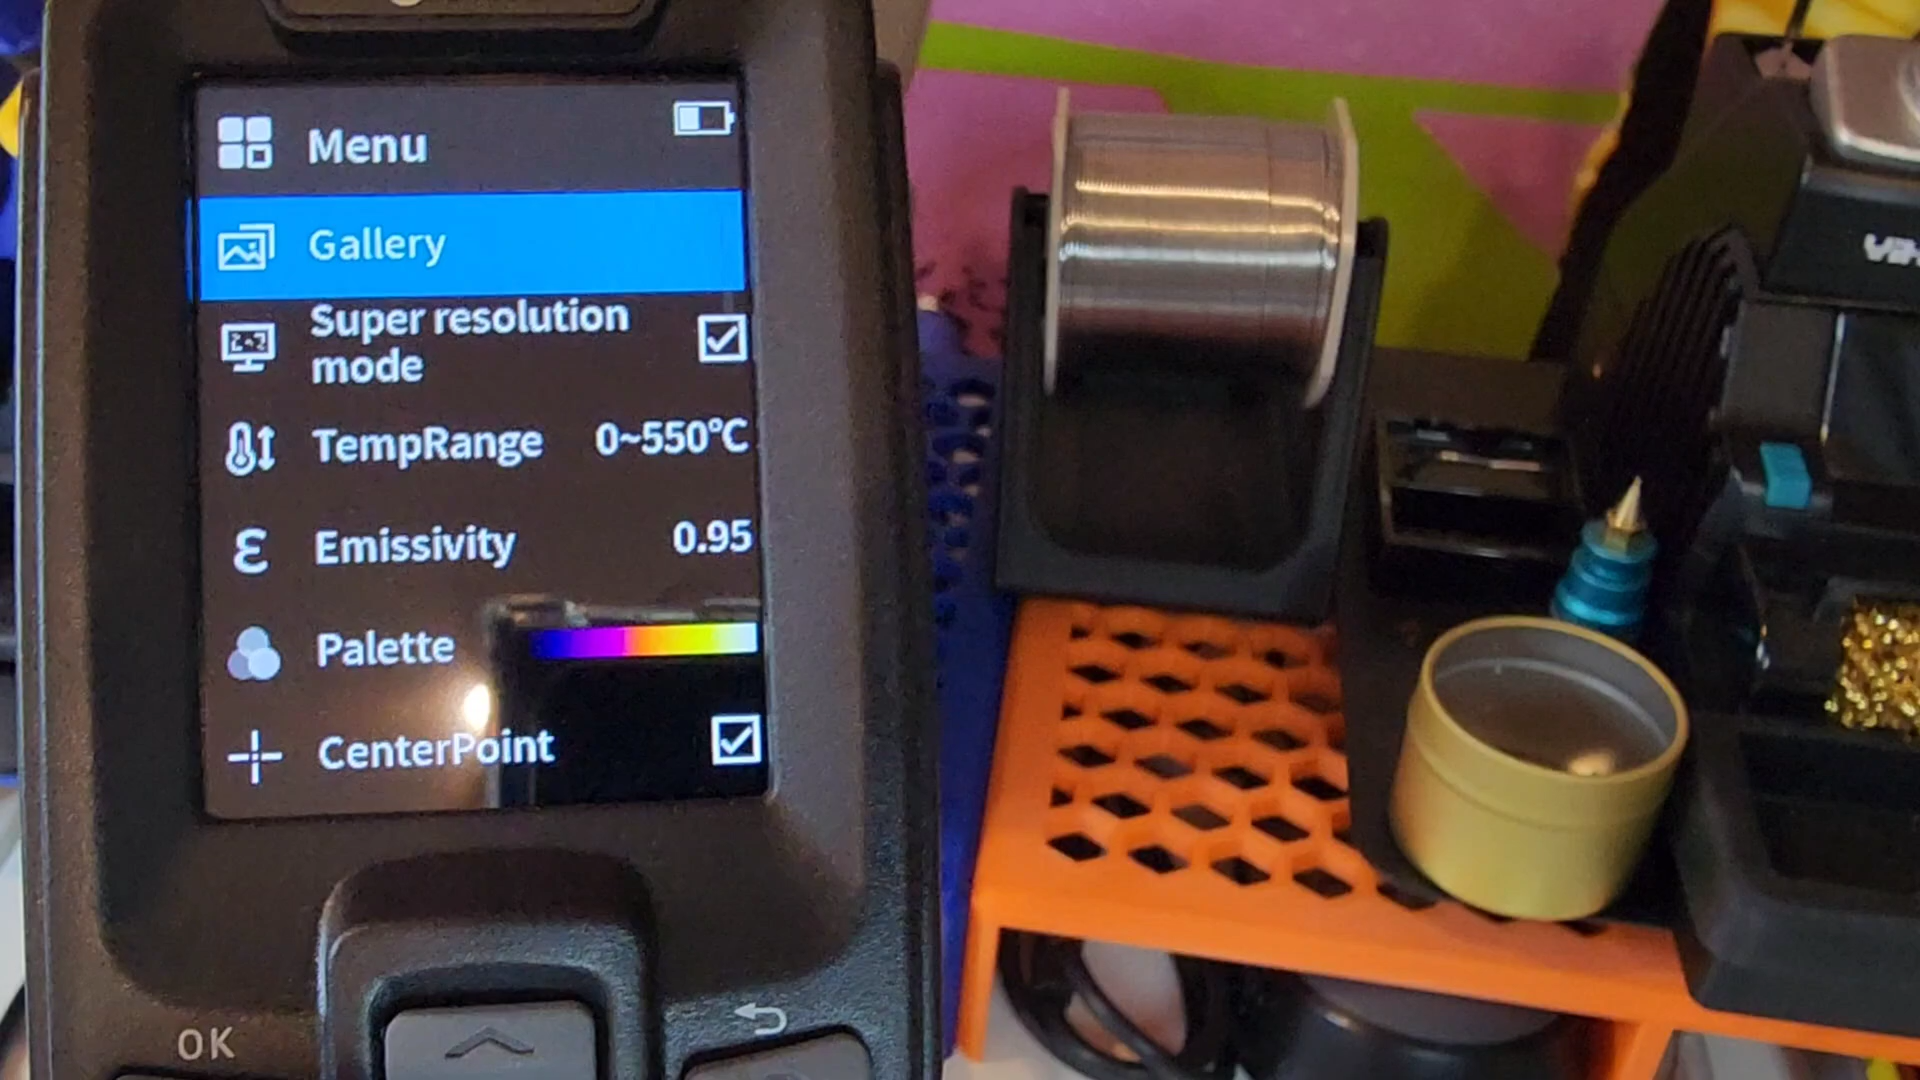 Menu
Gallery
Super resolution
mode
TempRange 0~550°C
Emissivity 0.95
Palette
CenterPoint
OK